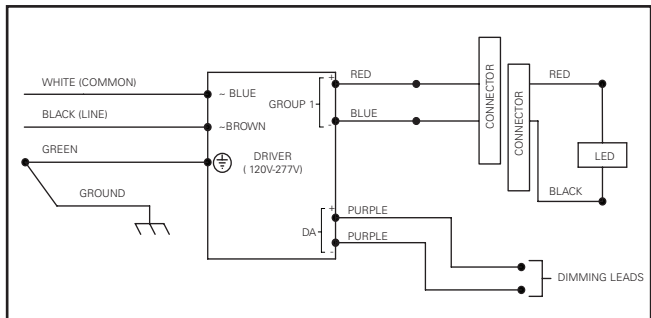 WHITE (COMMON)
BLACK (LINE)
GREEN
GROUND
~ BLUE
~BROWN
DRIVER
( 120V-277V)
GROUP 1
+
-
DA
+
-
RED
BLUE
PURPLE
PURPLE
CONNECTOR
CONNECTOR
RED
LED
BLACK
DIMMING LEADS